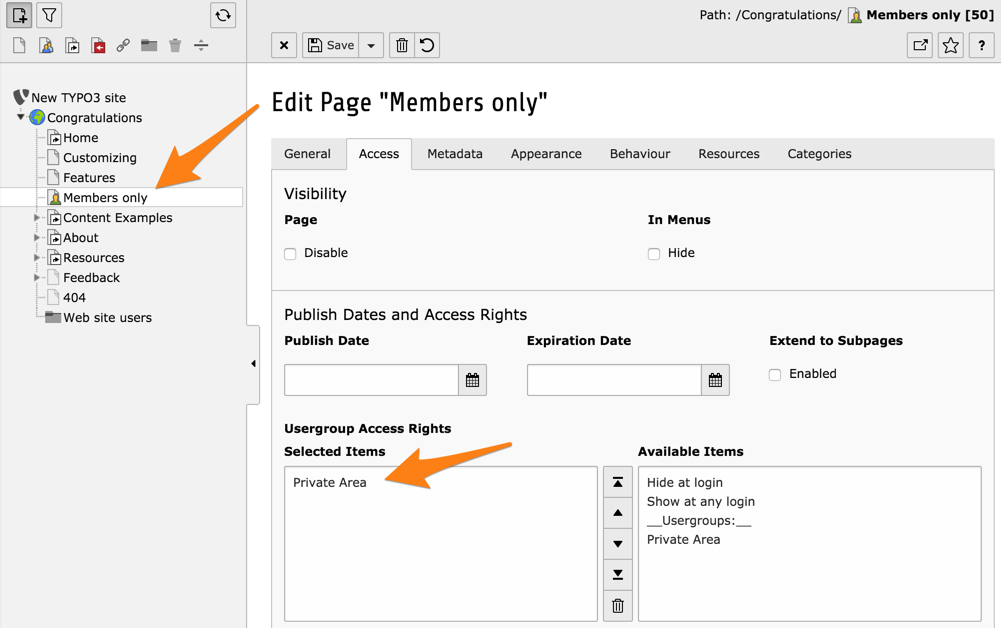 Path: /Congratulations/ Members only [50]
Save
?
New TYPO3 site
Congratulations
Home
Customizing
Features
Members only
Content Examples
About
Resources
Feedback
404
Web site users
Edit Page "Members only"
General Access Metadata Appearance Behaviour Resources Categories
Visibility
Page In Menus
Disable Hide
Publish Dates and Access Rights
Publish Date Expiration Date Extend to Subpages
Enabled
Usergroup Access Rights
Selected Items Available Items
Private Area
Hide at login
Show at any login
__Usergroups:__
Private Area